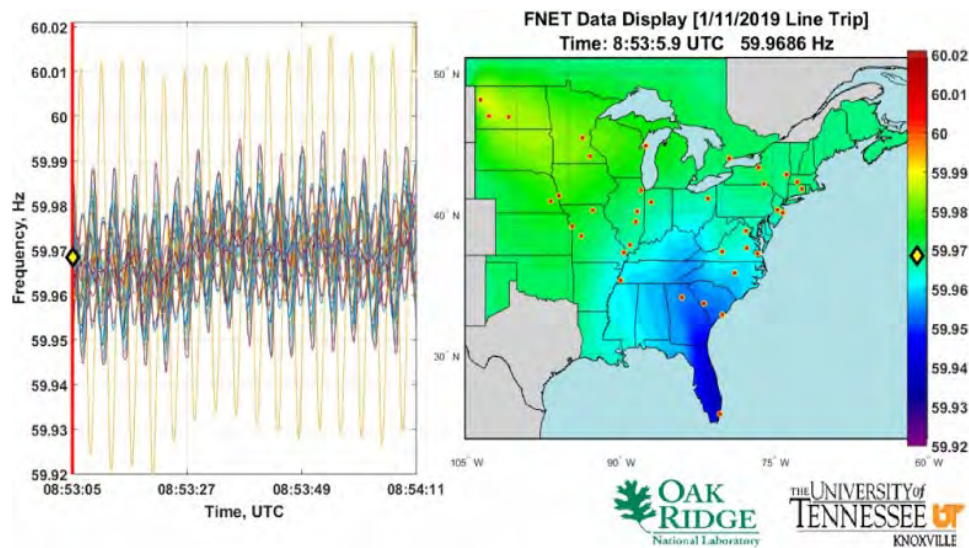 FNET Data Display [1/11/2019 Line Trip]
Time: 8:53:5.9 UTC 59.9686 Hz
60.02
60.01
60
59.99
59.98
59.97
59.96
59.95
59.94
59.93
59.92
Frequency, Hz
08:53:05
08:53:27
08:53:49
08:54:11
Time, UTC
50° N
40° N
30° N
105° W
90° W
75° W
60° W
60.02
60.01
60
59.99
59.98
59.97
59.95
59.94
59.93
59.92
OAK
RIDGE
National Laboratory
THE UNIVERSITY of
TENNESSEE UT
KNOXVILLE